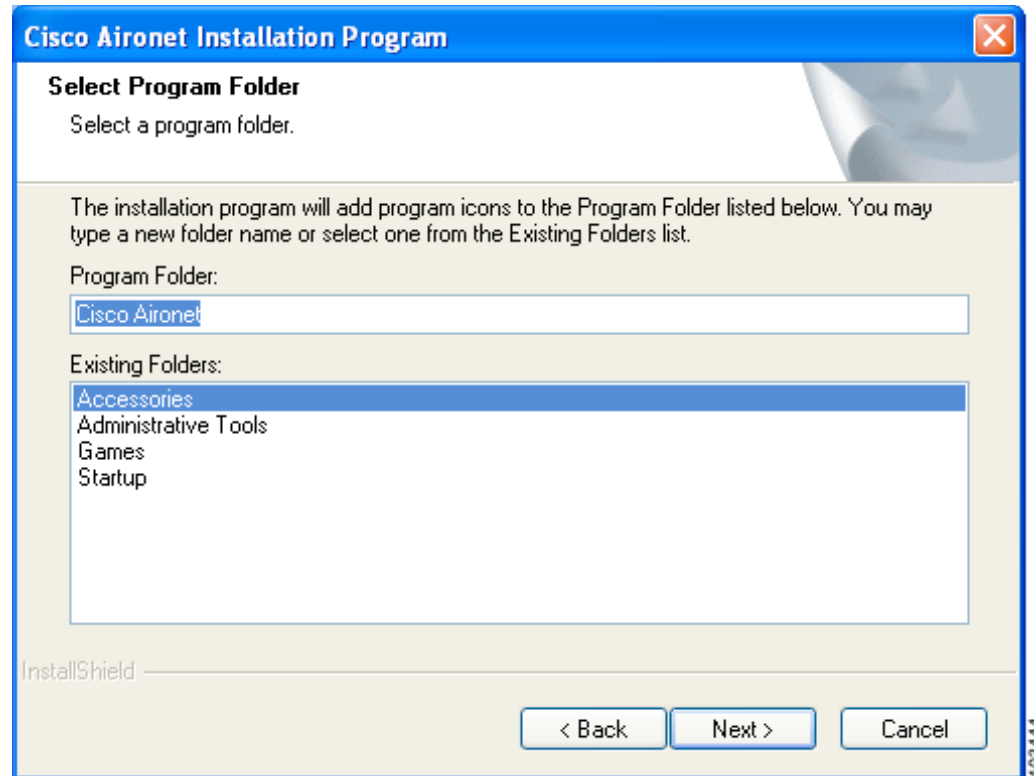 Cisco Aironet Installation Program
Select Program Folder
Select a program folder.
The installation program will add program icons to the Program Folder listed below. You may
type a new folder name or select one from the Existing Folders list.
Program Folder:
Cisco Aironet
Existing Folders:
Accessories
Administrative Tools
Games
Startup
InstallShield
< Back
Next >
Cancel